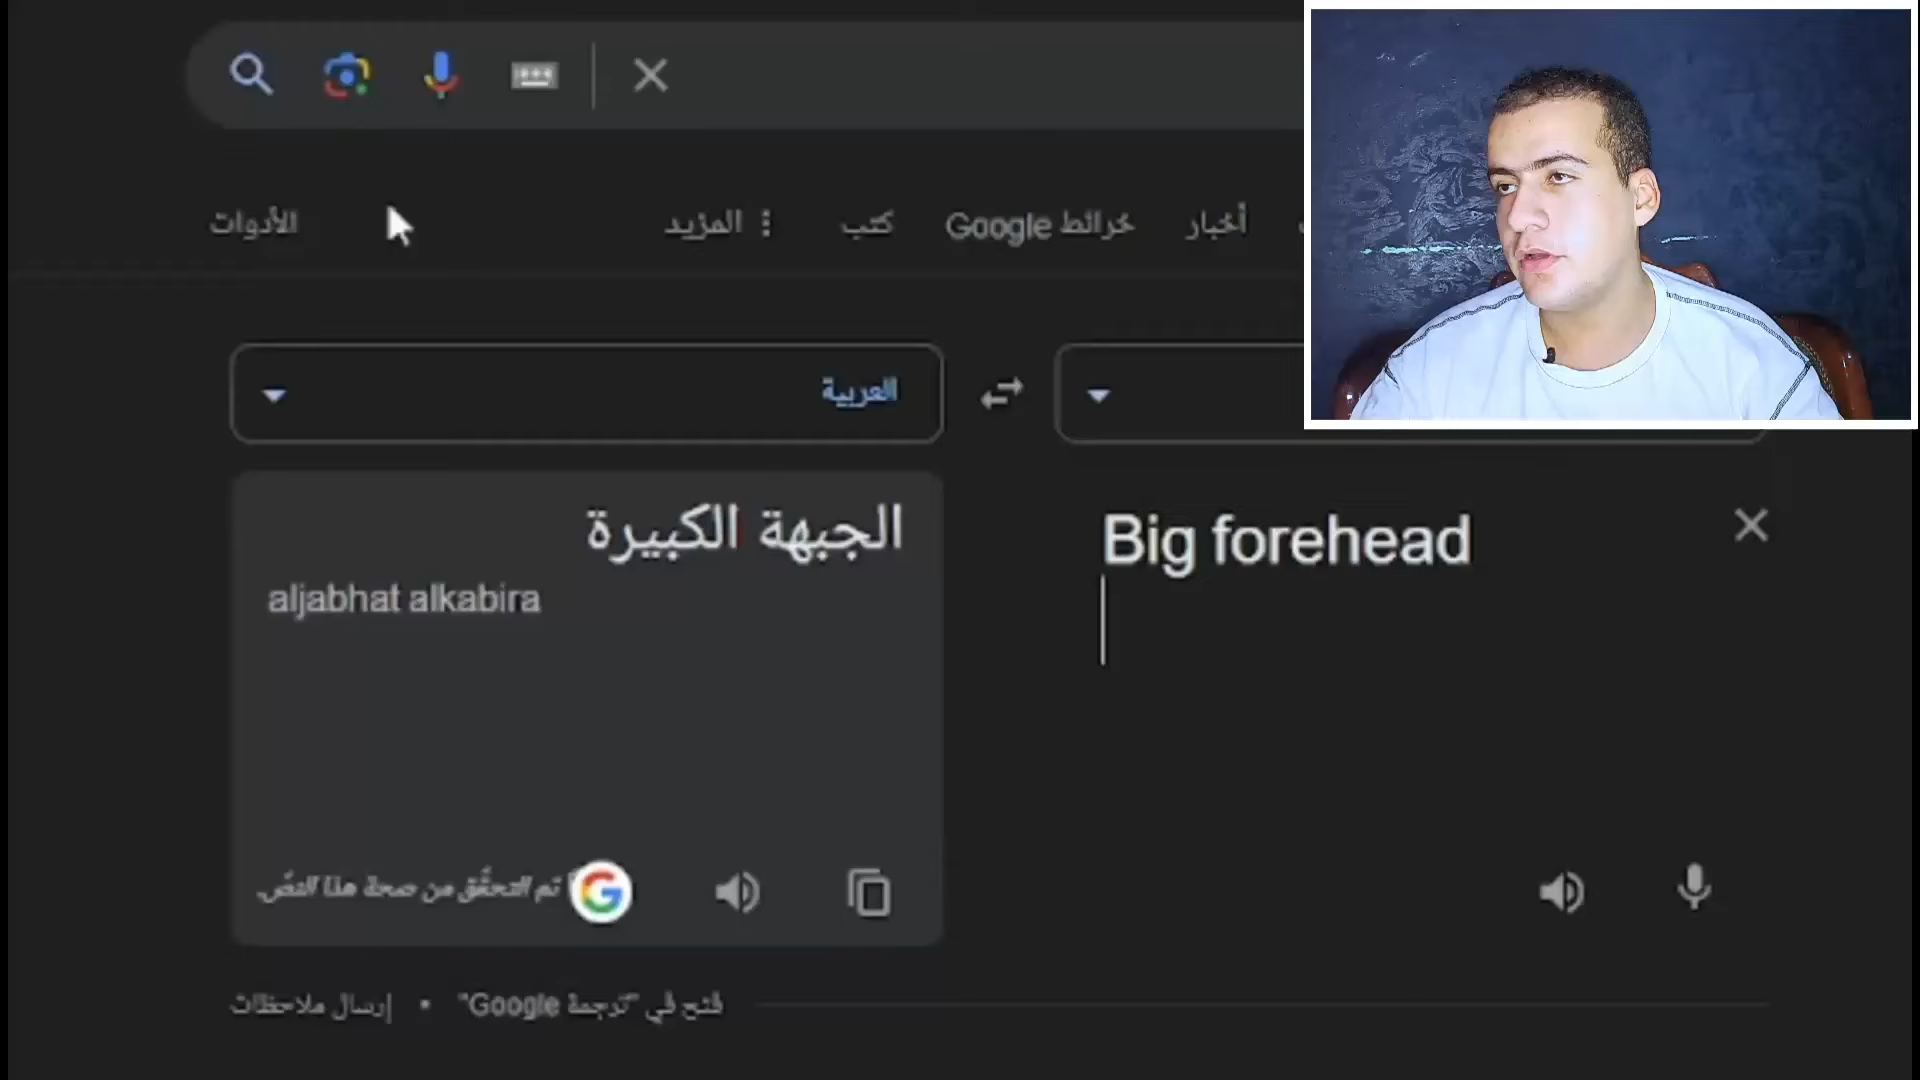 أخبار خرائط Google كتب المزيد الأدوات
العربية
Big forehead
الجبهة الكبيرة
aljabhat alkabira
تم التحقُّق من صحة هذا النصّ.
فتح في "ترجمة Google" • إرسال ملاحظات